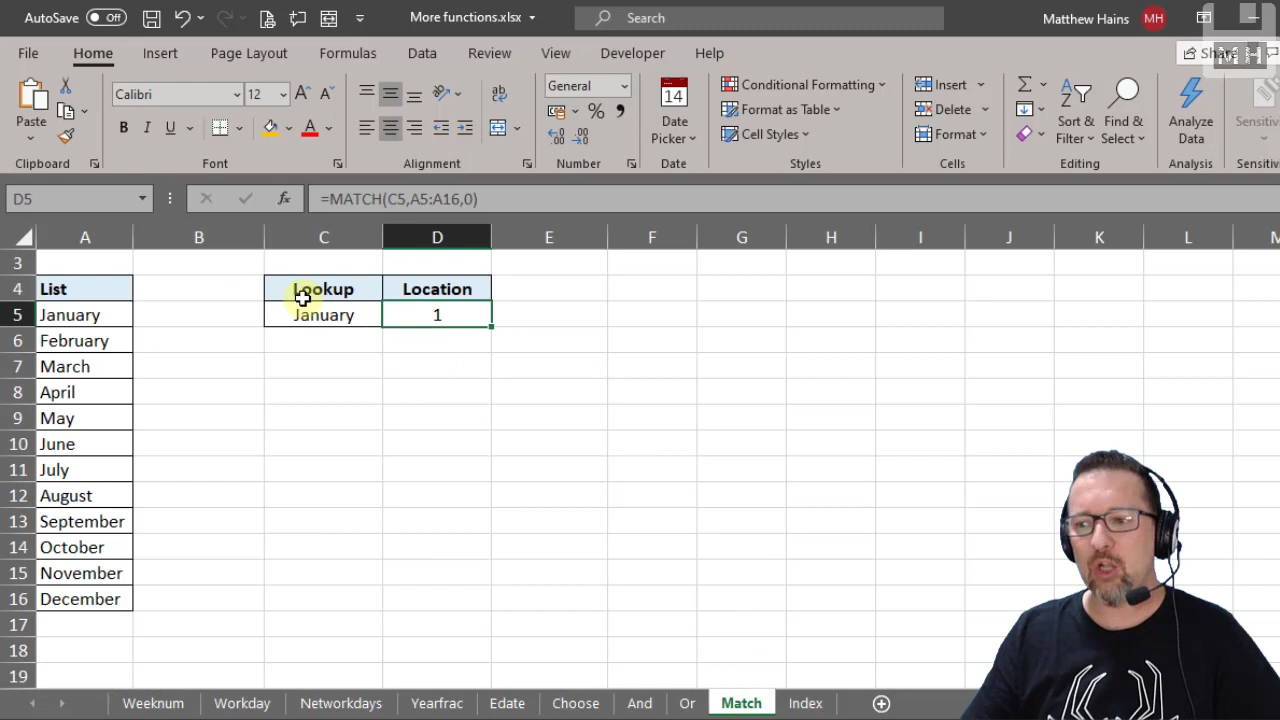 AutoSave Off More functions.xlsx Search Matthew Hains MH
File Home Insert Page Layout Formulas Data Review View Developer Help Share
Paste
Clipboard
Calibri 12
B I U
Font
Alignment
General
Number
14
Date Picker
Date
Conditional Formatting
Format as Table
Cell Styles
Styles
Insert
Delete
Format
Cells
Sort & Filter
Find & Select
Editing
Analyze Data
Analysis
D5 fx =MATCH(C5,A5:A16,0)
A B C D E F G H I J K L
3
4 List Lookup Location
5 January January 1
6 February
7 March
8 April
9 May
10 June
11 July
12 August
13 September
14 October
15 November
16 December
17
18
19
Weeknum Workday Networkdays Yearfrac Edate Choose And Or Match Index